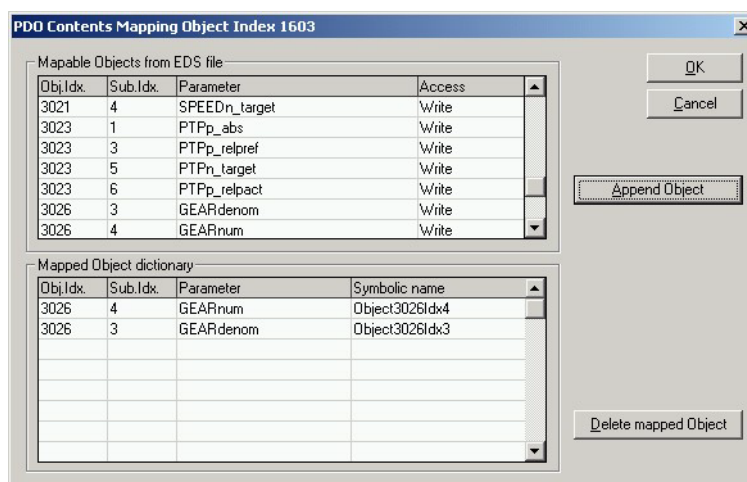 PDO Contents Mapping Object Index 1603
Mapable Objects from EDS file
Obj.Idx. Sub.Idx. Parameter Access
3021 4 SPEEDn_target Write
3023 1 PTPp_abs Write
3023 3 PTPp_relpref Write
3023 5 PTPn_target Write
3023 6 PTPp_relpact Write
3026 3 GEARdenom Write
3026 4 GEARnum Write
OK
Cancel
Append Object
Mapped Object dictionary
Obj.Idx. Sub.Idx. Parameter Symbolic name
3026 4 GEARnum Object3026Idx4
3026 3 GEARdenom Object3026Idx3
Delete mapped Object